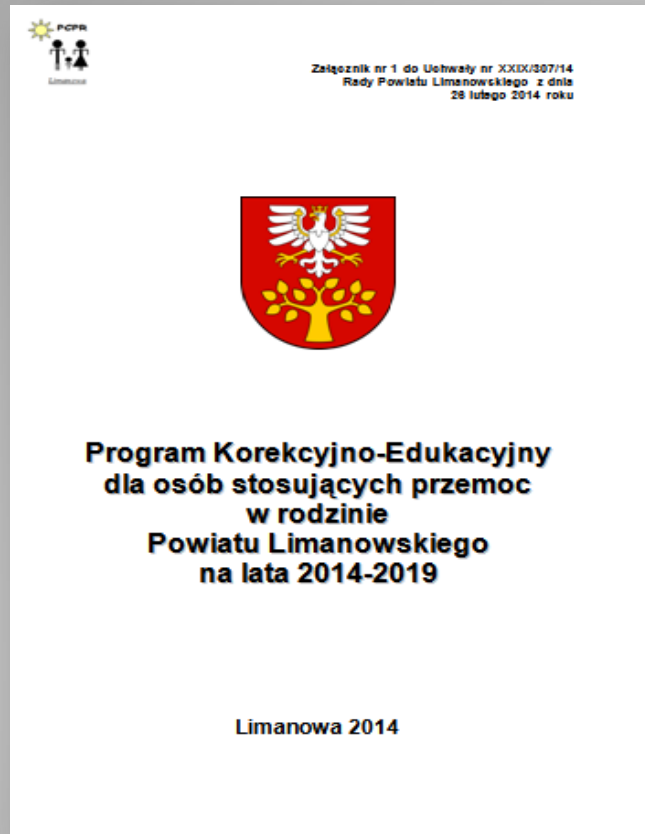 PCPR
Limanowa
Załącznik nr 1 do Uchwały nr XXIX/307/14
Rady Powiatu Limanowskiego z dnia
26 lutego 2014 roku
Program Korekcyjno-Edukacyjny
dla osób stosujących przemoc
w rodzinie
Powiatu Limanowskiego
na lata 2014-2019
Limanowa 2014